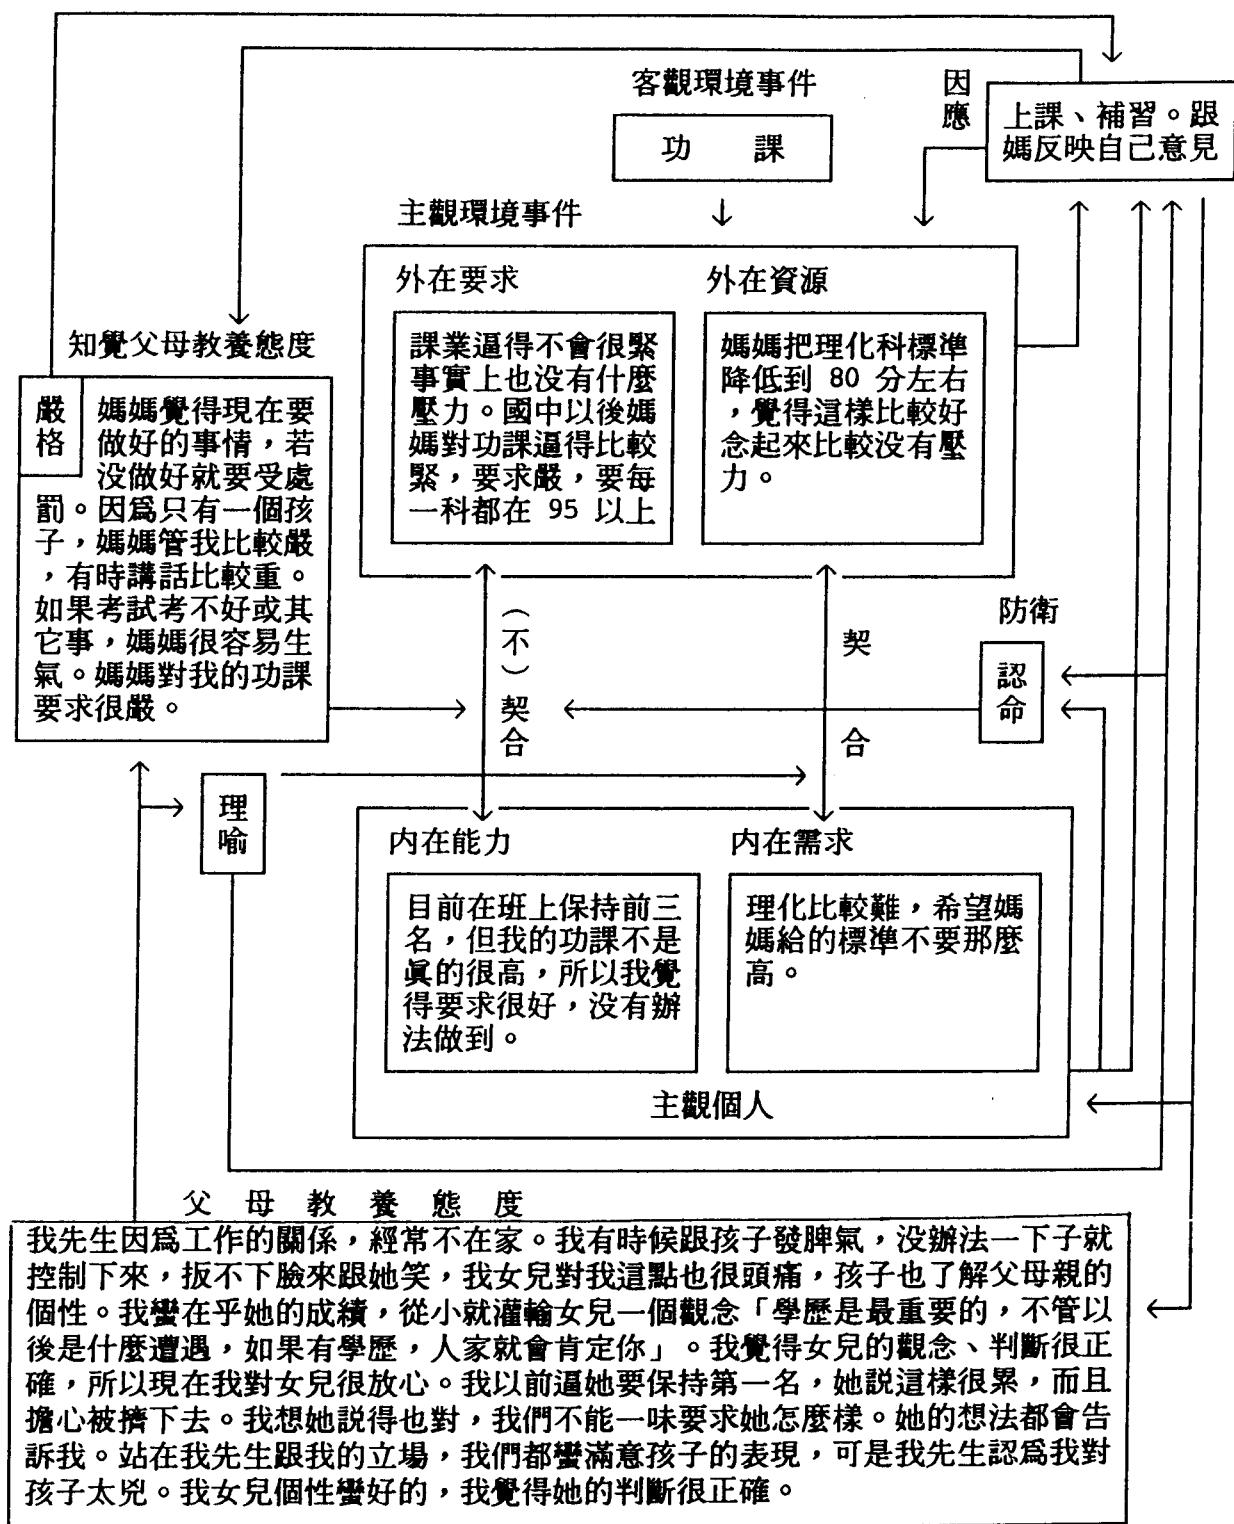 客觀環境事件
功課
因應
上課、補習。跟
媽反映自己意見
主觀環境事件
外在要求
課業逼得不會很緊
事實上也没有什麼
壓力。國中以後媽
媽對功課逼得比較
緊，要求嚴，要每
一科都在 95 以上
外在資源
媽媽把理化科標準
降低到 80 分左右
，覺得這樣比較好
念起來比較没有壓
力。
知覺父母教養態度
嚴格
媽媽覺得現在要
做好的事情，若
没做好就要受處
罰。因爲只有一個孩
子，媽媽管我比較嚴
，有時講話比較重。
如果考試考不好或其
它事，媽媽很容易生
氣。媽媽對我的功課
要求很嚴。
（不）契合
契合
防衛
認命
理喻
内在能力
目前在班上保持前三
名，但我的功課不是
眞的很高，所以我覺
得要求很好，没有辦
法做到。
内在需求
理化比較難，希望媽
媽給的標準不要那麼
高。
主觀個人
父母教養態度
我先生因爲工作的關係，經常不在家。我有時候跟孩子發脾氣，没辦法一下子就
控制下來，扳不下臉來跟她笑，我女兒對我這點也很頭痛，孩子也了解父母親的
個性。我蠻在乎她的成績，從小就灌輸女兒一個觀念「學歷是最重要的，不管以
後是什麼遭遇，如果有學歷，人家就會肯定你」。我覺得女兒的觀念、判斷很正
確，所以現在我對女兒很放心。我以前逼她要保持第一名，她説這樣很累，而且
擔心被擠下去。我想她説得也對，我們不能一味要求她怎麼樣。她的想法都會告
訴我。站在我先生跟我的立場，我們都蠻滿意孩子的表現，可是我先生認爲我對
孩子太兇。我女兒個性蠻好的，我覺得她的判斷很正確。